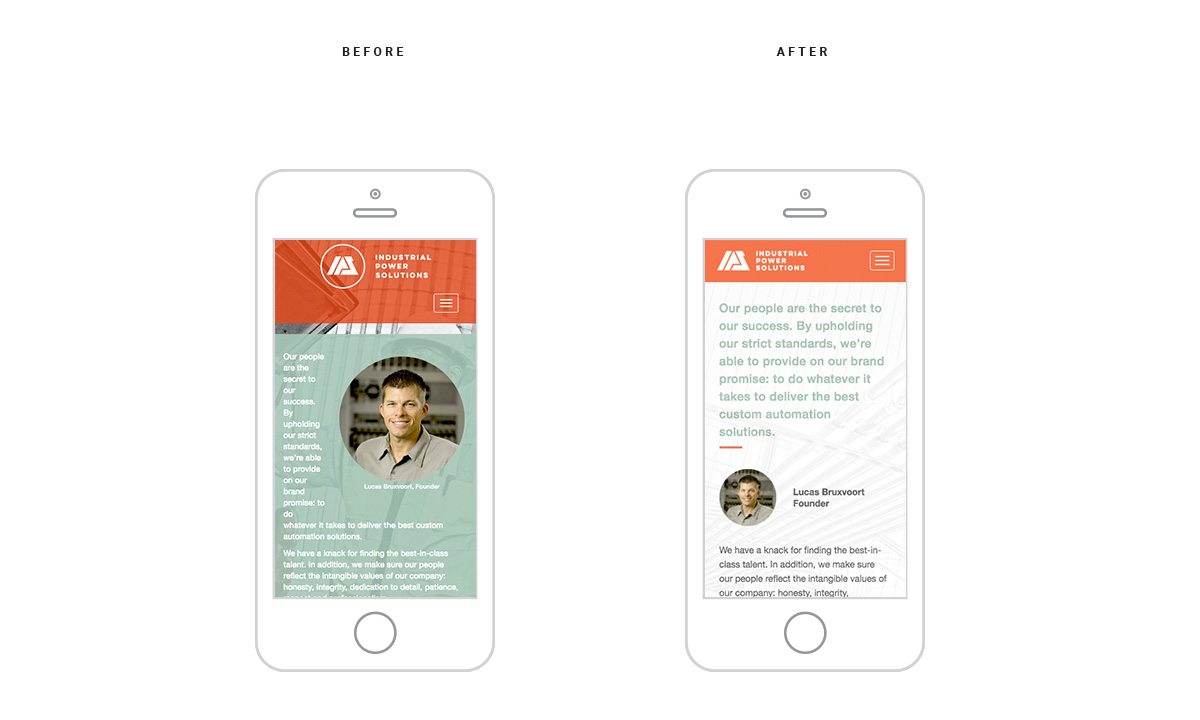 BEFORE
INDUSTRIAL
POWER
SOLUTIONS
Our people
are the
secret to
our
success.
By
upholding
our strict
standards,
we're able
to provide
on our
brand
promise: to
do
whatever it takes to deliver the best custom
automation solutions.
Lucas Bruxvoort, Founder
We have a knack for finding the best-in-class
talent. In addition, we make sure our people
reflect the intangible values of our company:
honesty, integrity, dedication to detail, patience,
AFTER
INDUSTRIAL
POWER
SOLUTIONS
Our people are the secret to
our success. By upholding
our strict standards, we're
able to provide on our brand
promise: to do whatever it
takes to deliver the best
custom automation
solutions.
Lucas Bruxvoort
Founder
We have a knack for finding the best-in-
class talent. In addition, we make sure
our people reflect the intangible values of
our company: honesty, integrity,